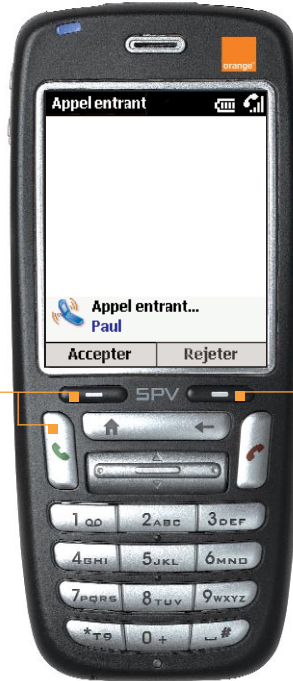 orange™
Appel entrant
Appel entrant...
Paul
Accepter Rejeter
SPV
1 2ABC 3DEF
4GHI 5JKL 6MNO
7PQRS 8TUV 9WXYZ
*T9 0 + #